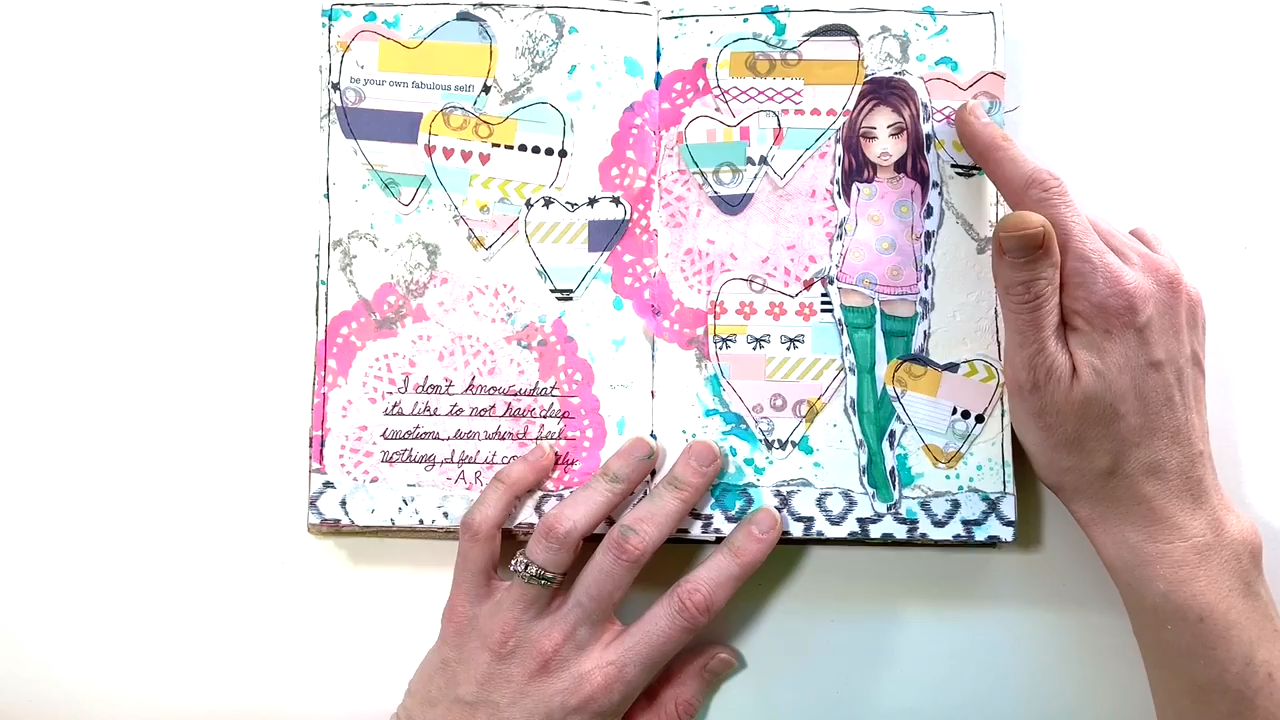 be your own fabulous self!
I don't know what
it's like to not have deep
emotions, even when I feel
nothing, I feel it
-A.R